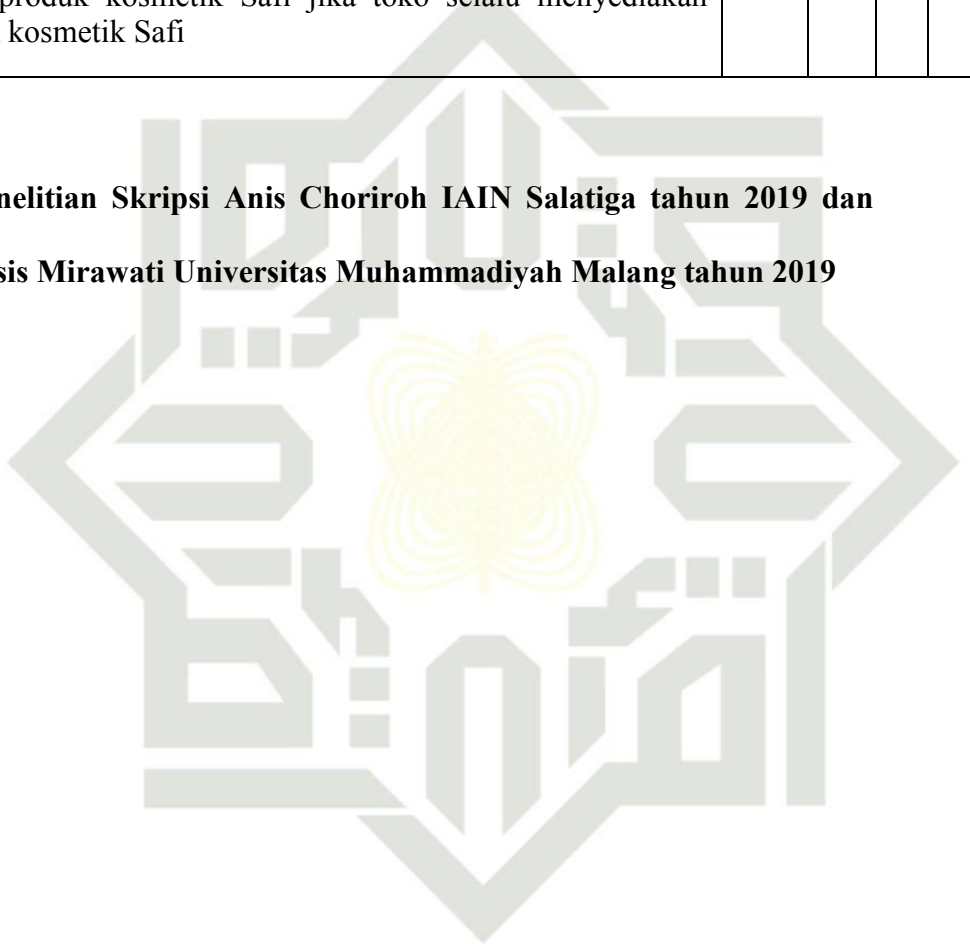 produk kosmetik Safi jika toko selalu menyediakan
kosmetik Safi
nelitian Skripsi Anis Choriroh IAIN Salatiga tahun 2019 dan
sis Mirawati Universitas Muhammadiyah Malang tahun 2019